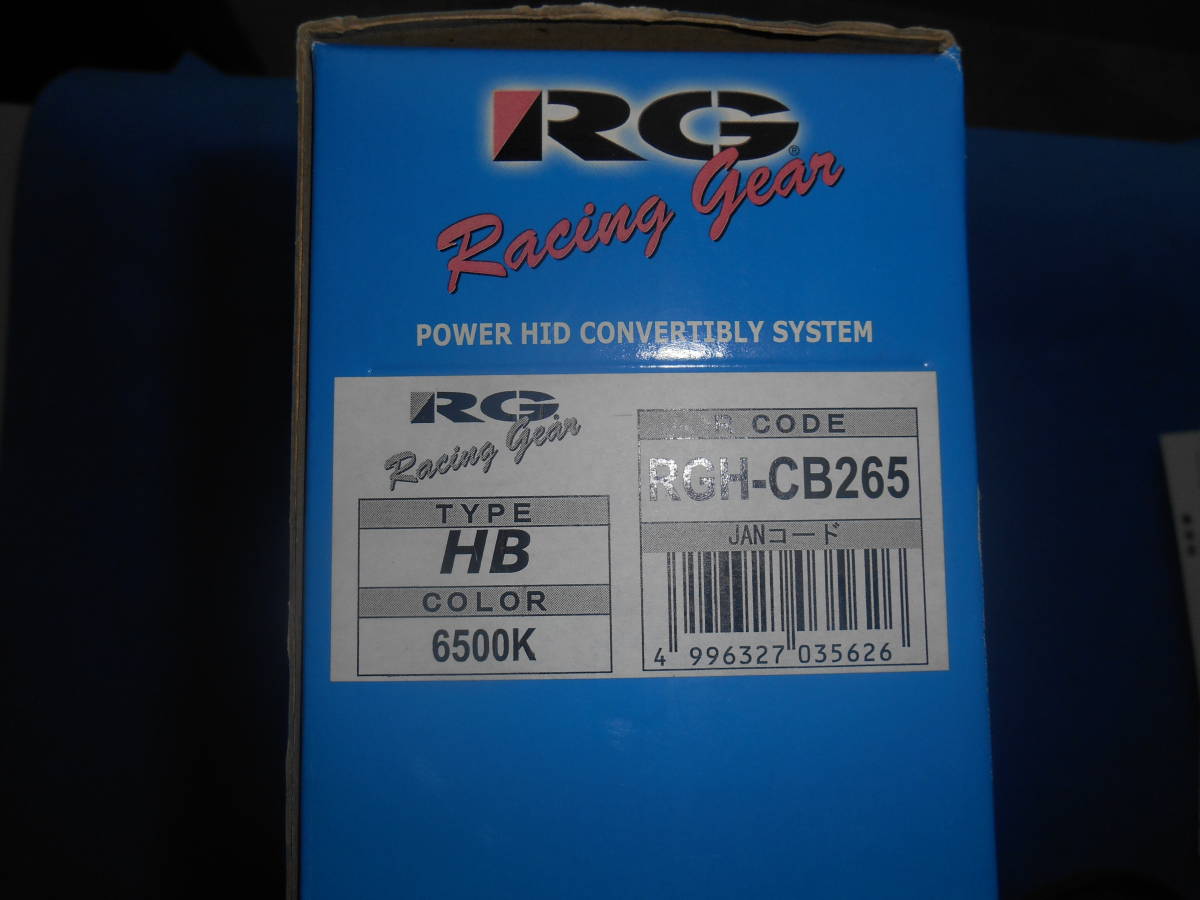 RG®
Racing Gear
POWER HID CONVERTIBLY SYSTEM
RG
Racing Gear
TYPE
HB
COLOR
6500K
CODE
RGH-CB265
JANコード
4 996327 035626